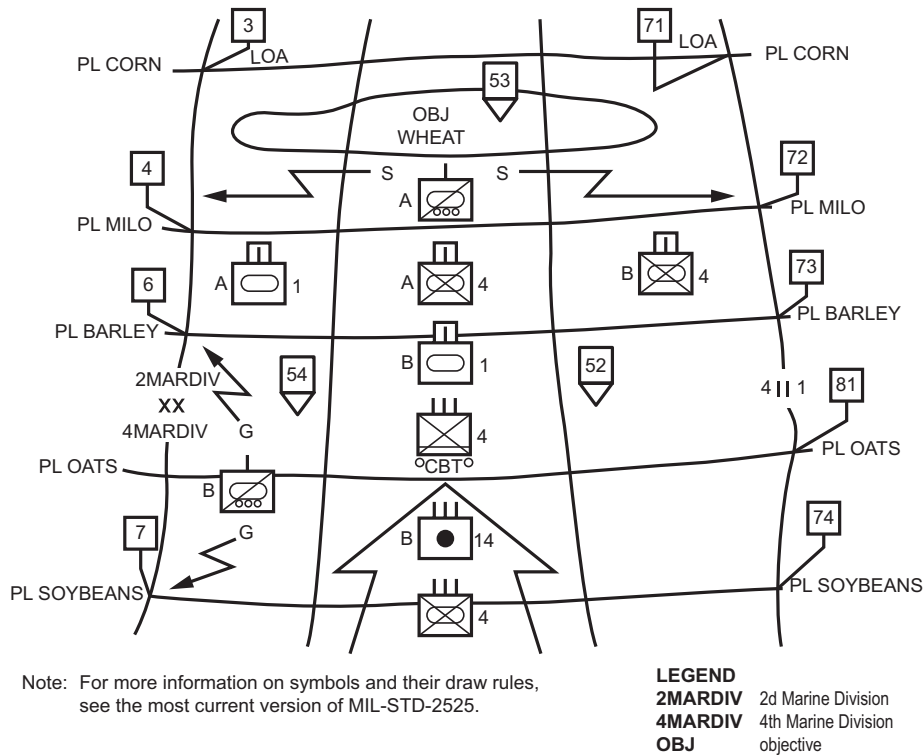 3
71
LOA
LOA
PL CORN
PL CORN
53
OBJ
WHEAT
4
S
S
72
A
PL MILO
PL MILO
A
1
A
4
B
4
73
6
PL BARLEY
PL BARLEY
B
1
54
52
2MARDIV
XX
4MARDIV
G
4
1
81
4
CBT
PL OATS
PL OATS
B
7
G
B
14
74
PL SOYBEANS
PL SOYBEANS
4
Note: For more information on symbols and their draw rules,
see the most current version of MIL-STD-2525.
LEGEND
2MARDIV 2d Marine Division
4MARDIV 4th Marine Division
OBJ objective